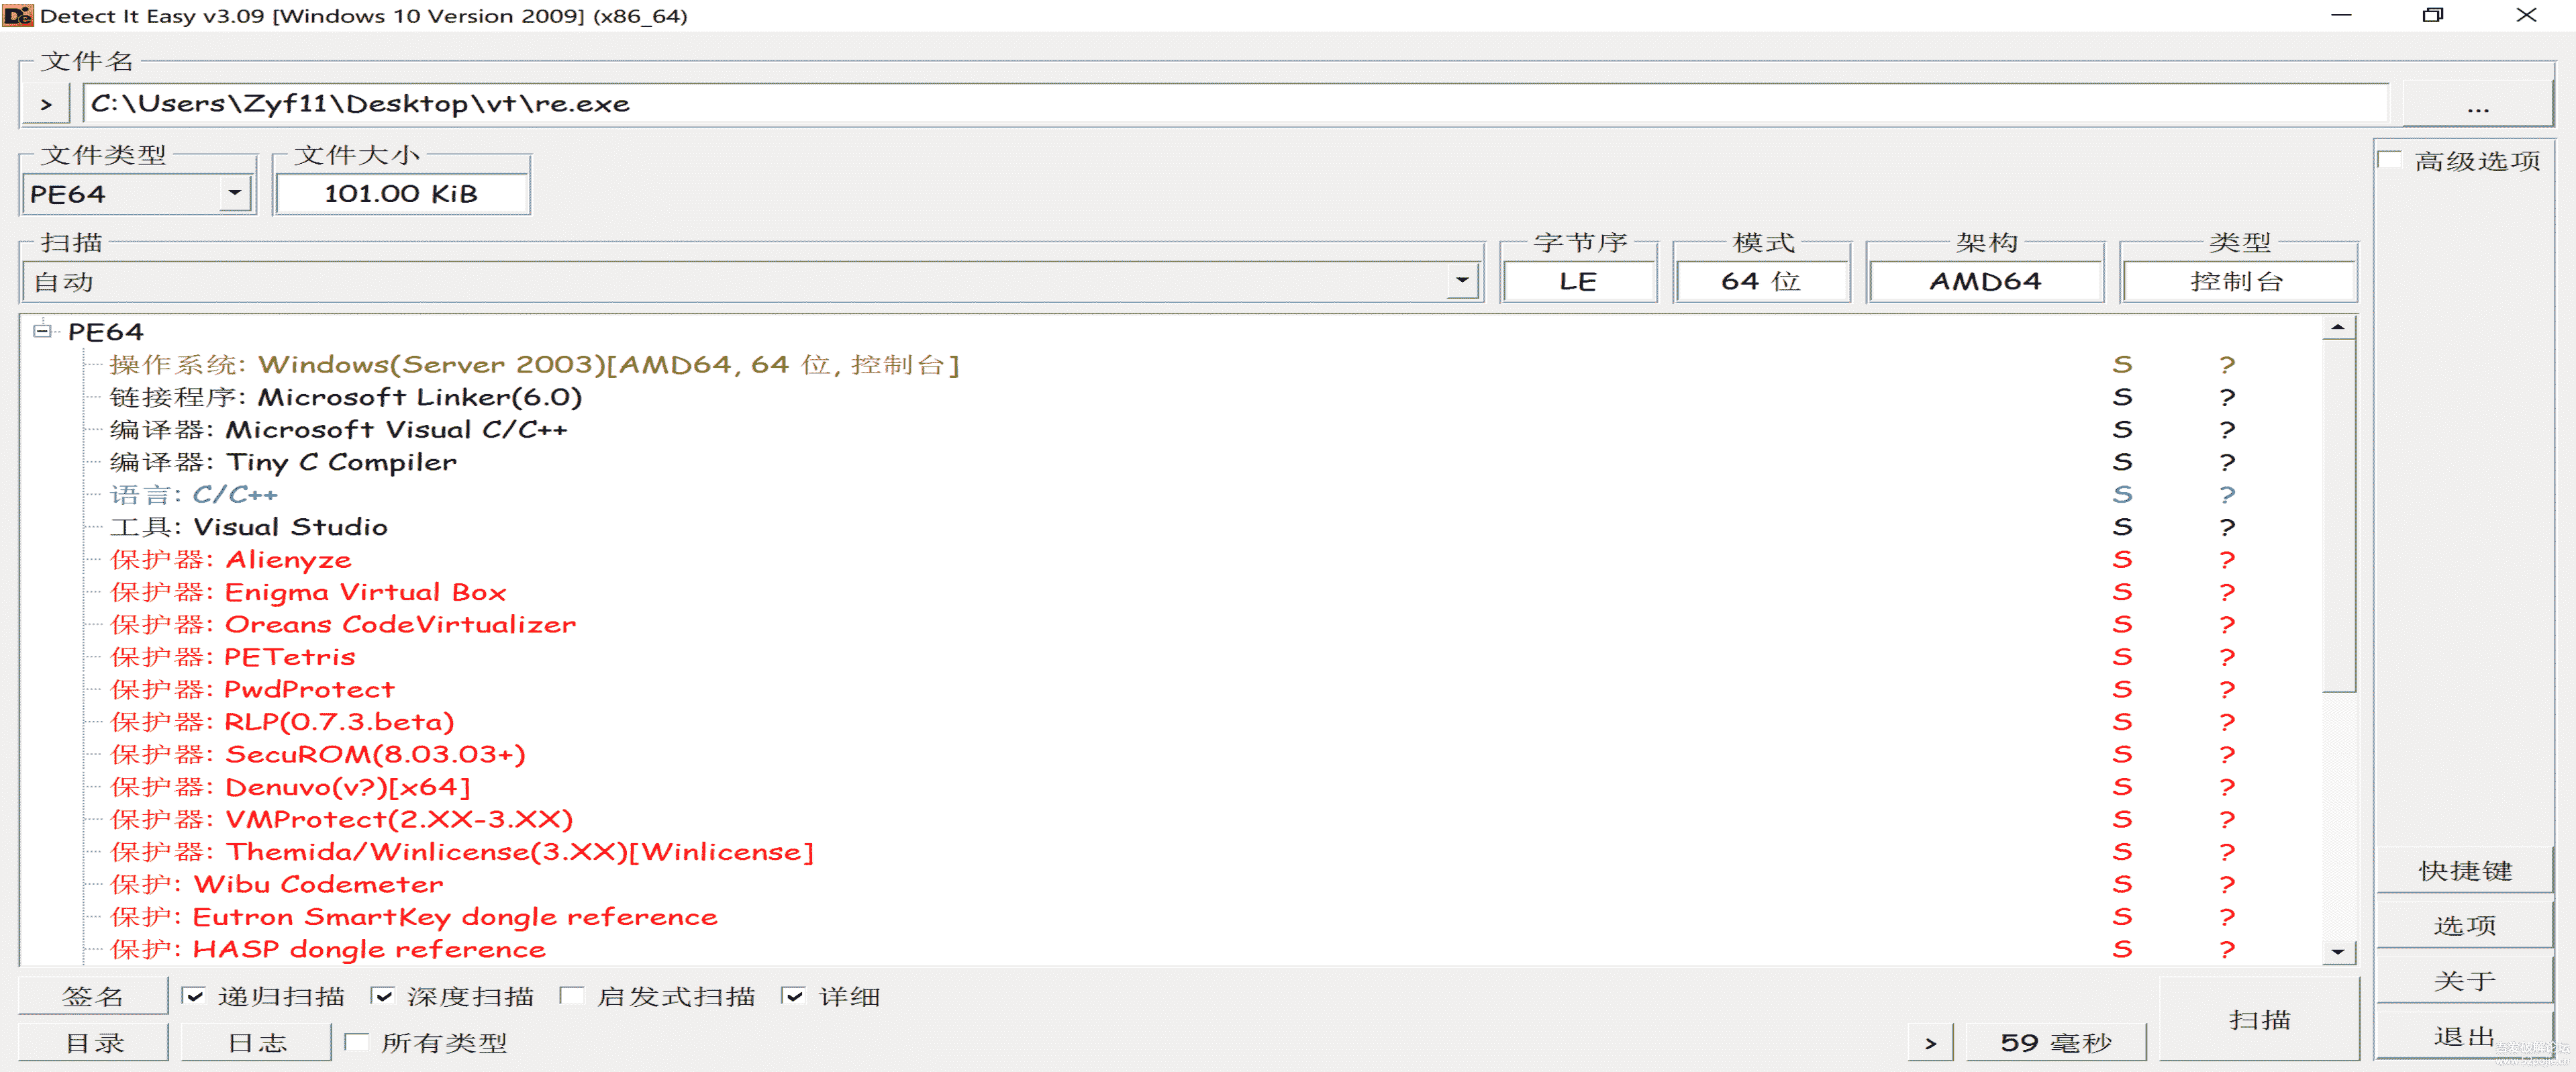 Detect It Easy v3.09 [Windows 10 Version 2009] (x86_64)
文件名
> C:\Users\Zyf11\Desktop\vt\re.exe ...
文件类型 文件大小 高级选项
PE64 101.00 KiB
扫描 字节序 模式 架构 类型
自动 LE 64 位 AMD64 控制台
PE64
操作系统: Windows(Server 2003)[AMD64, 64 位, 控制台] S ?
链接程序: Microsoft Linker(6.0) S ?
编译器: Microsoft Visual C/C++ S ?
编译器: Tiny C Compiler S ?
语言: C/C++ S ?
工具: Visual Studio S ?
保护器: Alienyze S ?
保护器: Enigma Virtual Box S ?
保护器: Oreans CodeVirtualizer S ?
保护器: PETetris S ?
保护器: PwdProtect S ?
保护器: RLP(0.7.3.beta) S ?
保护器: SecuROM(8.03.03+) S ?
保护器: Denuvo(v?)[x64] S ?
保护器: VMProtect(2.XX-3.XX) S ?
保护器: Themida/Winlicense(3.XX)[Winlicense] S ?
保护: Wibu Codemeter S ?
保护: Eutron SmartKey dongle reference S ?
保护: HASP dongle reference S ?
快捷键
选项
关于
退出
签名 递归扫描 深度扫描 启发式扫描 详细
目录 日志 所有类型 > 59 毫秒 扫描